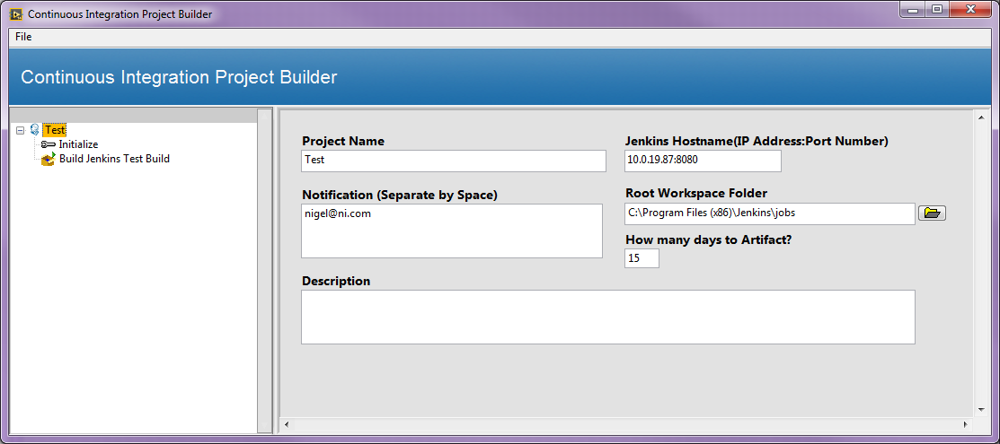 Continuous Integration Project Builder
File
Continuous Integration Project Builder
Test
Initialize
Build Jenkins Test Build
Project Name
Test
Jenkins Hostname(IP Address:Port Number)
10.0.19.87:8080
Notification (Separate by Space)
nigel@ni.com
Root Workspace Folder
C:\Program Files (x86)\Jenkins\jobs
How many days to Artifact?
15
Description